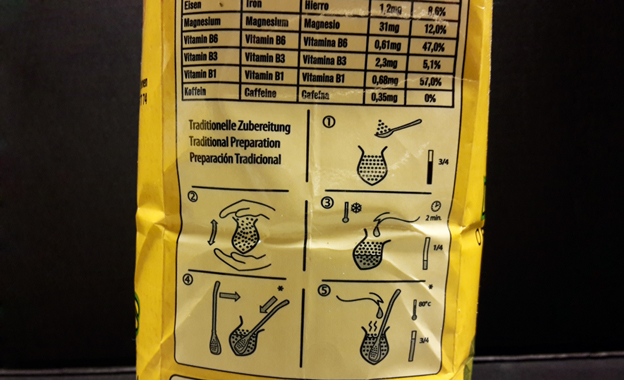 Eisen Iron Hierro 1,2mg 8,6%
Magnesium Magnesium Magnesio 31mg 12,0%
Vitamin B6 Vitamin B6 Vitamina B6 0,61mg 47,0%
Vitamin B3 Vitamin B3 Vitamina B3 2,3mg 5,1%
Vitamin B1 Vitamin B1 Vitamina B1 0,68mg 57,0%
Koffein Caffeine Cafeina 0,35mg 0%
Traditionelle Zubereitung
Traditional Preparation
Preparación Tradicional
1
3/4
2
3
2 min.
1/4
4
*
5
*
80°C
3/4